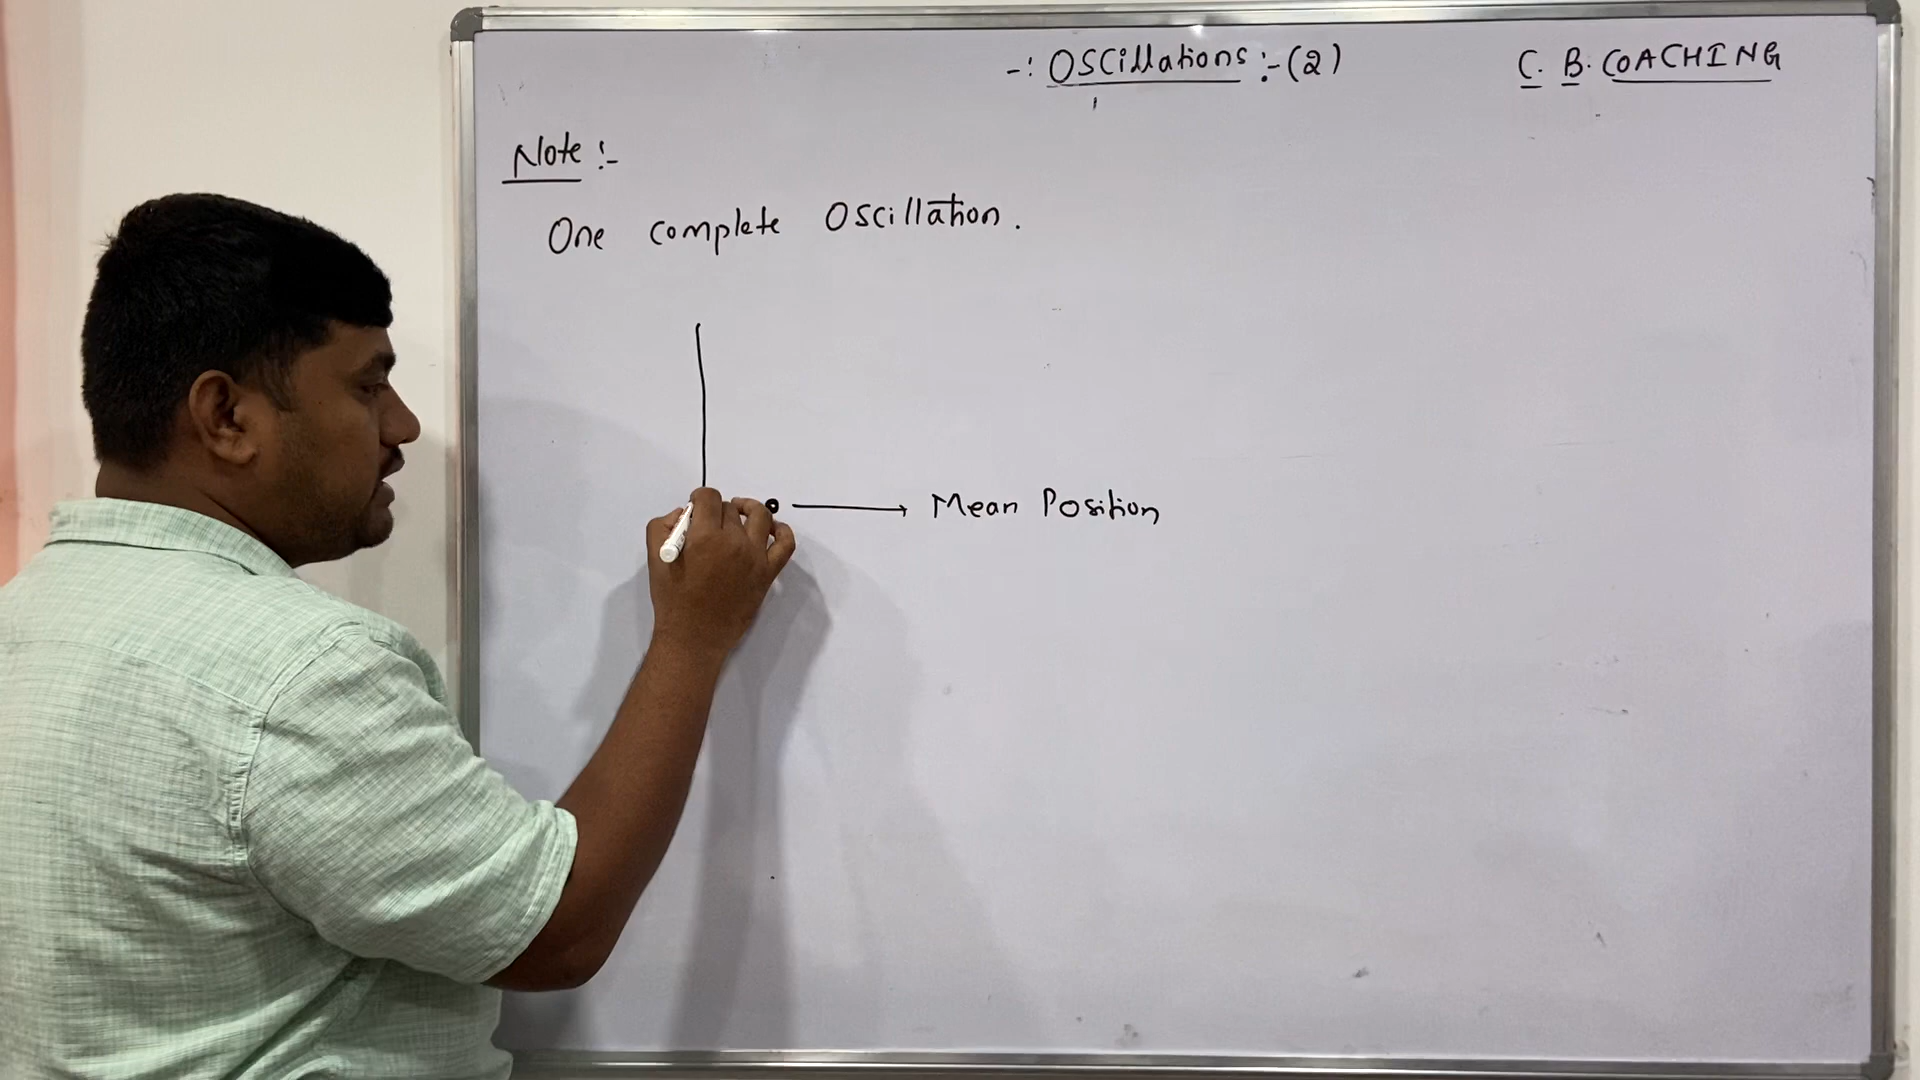 -: OSCillations :- (2)
C. B. COACHING
Note :-
One complete Oscillation.
Mean Position